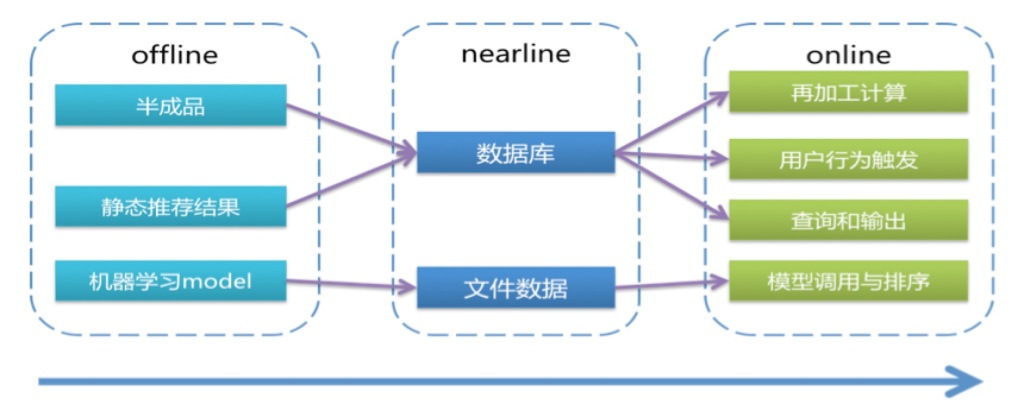 offline
半成品
静态推荐结果
机器学习model
nearline
数据库
文件数据
online
再加工计算
用户行为触发
查询和输出
模型调用与排序